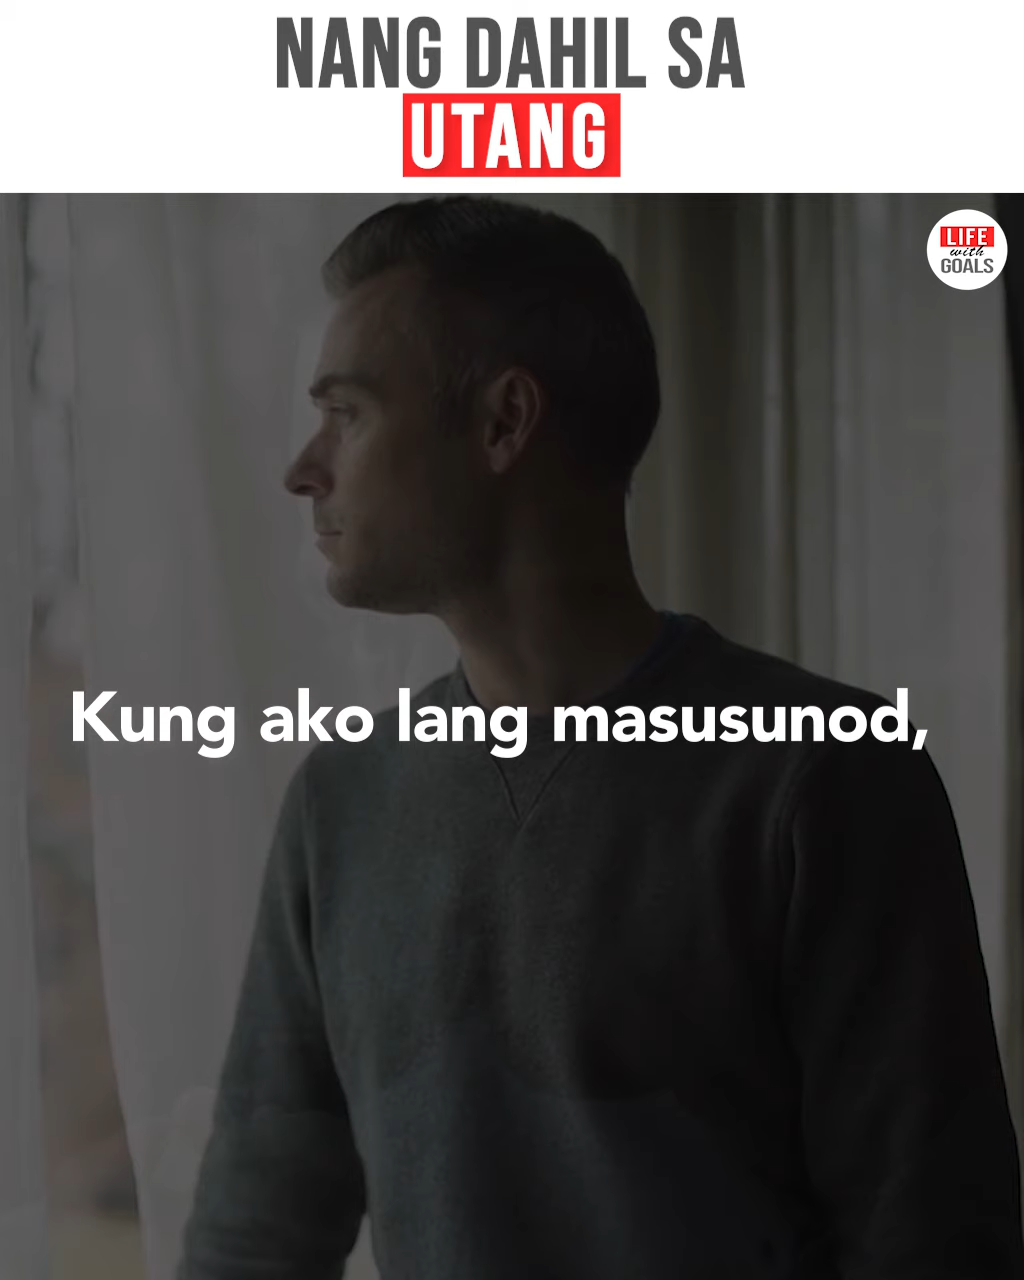 NANG DAHIL SA
UTANG
LIFE
with
GOALS
Kung ako lang masusunod,